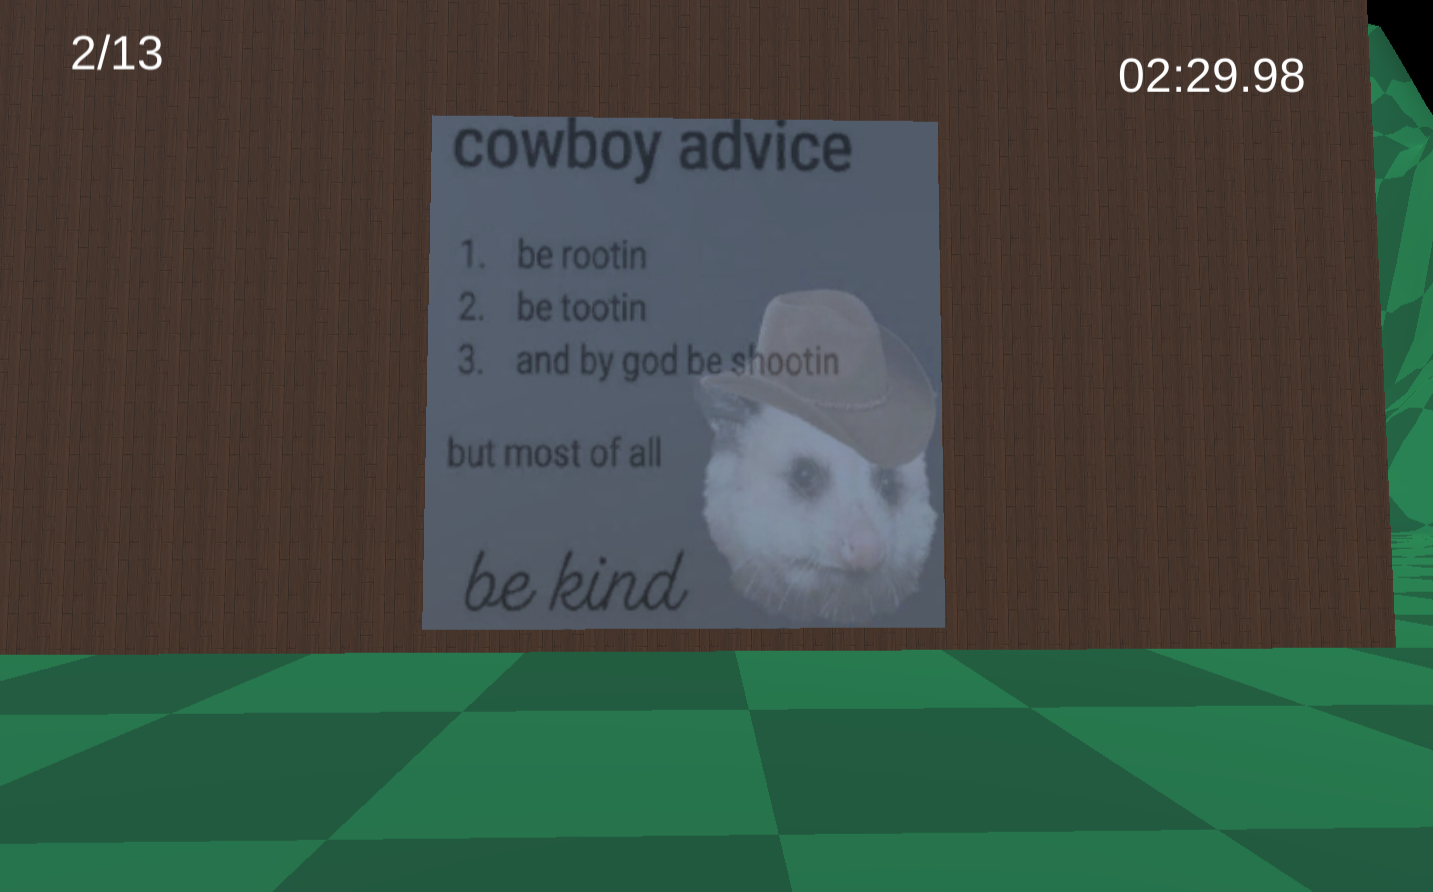 2/13
02:29.98
cowboy advice
1. be rootin
2. be tootin
3. and by god be shootin
but most of all
be kind